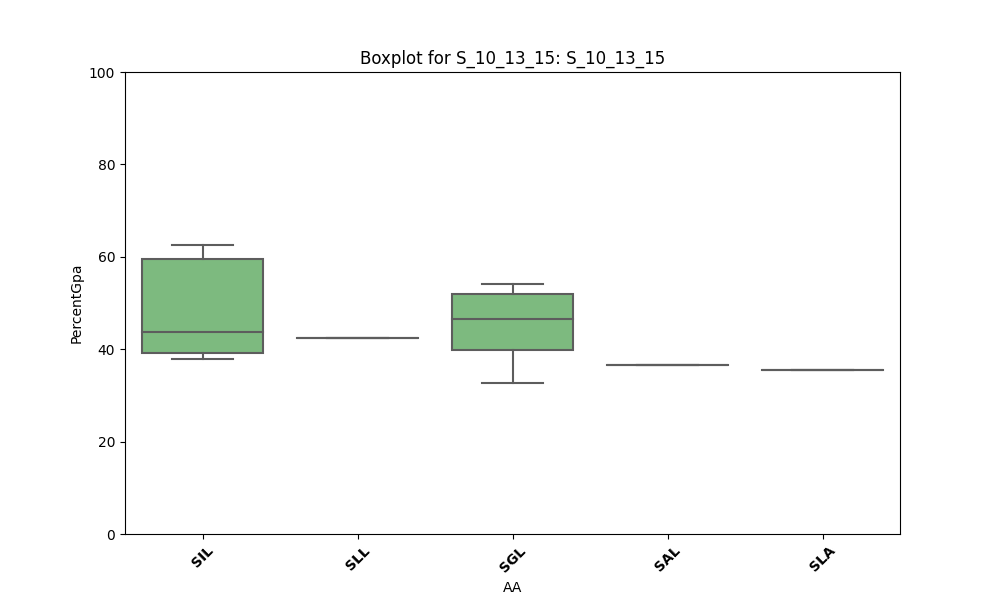 Boxplot for S_10_13_15: S_10_13_15
100
80
60
40
20
0
PercentGpa
SIL
SLL
SGL
SAL
SLA
AA